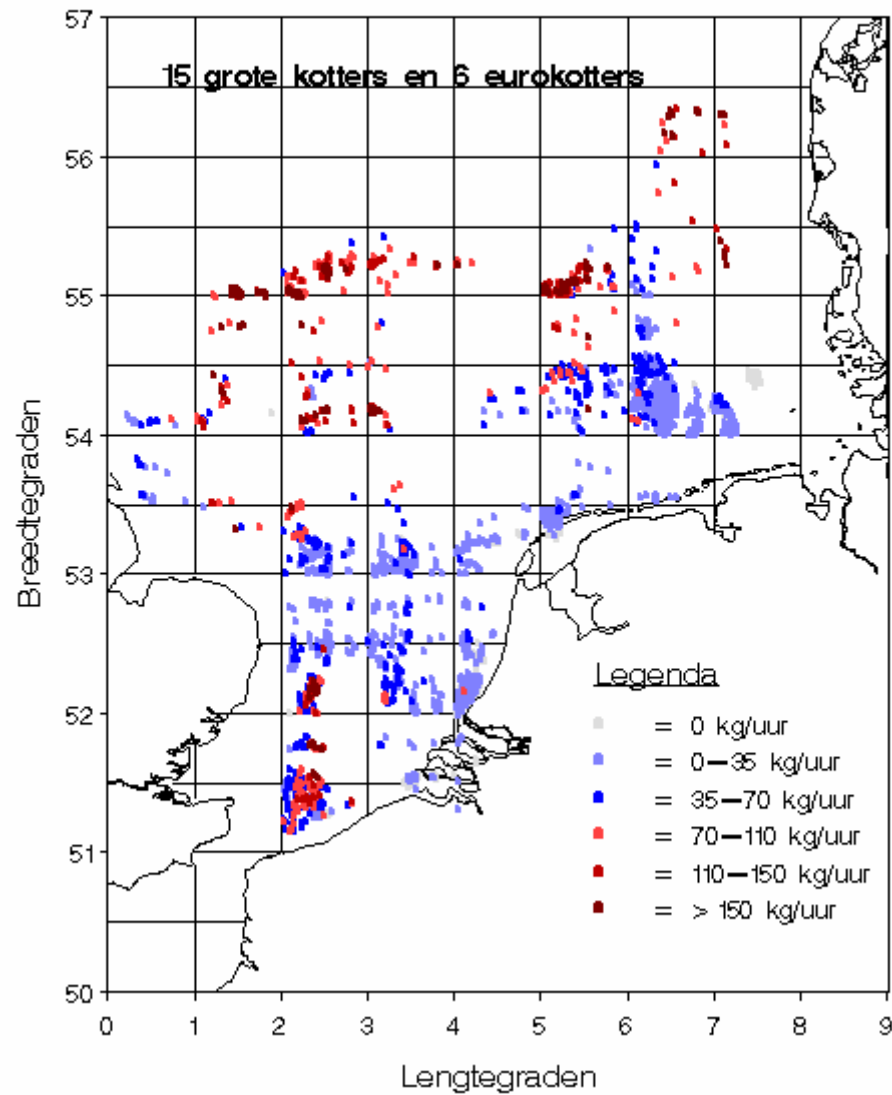 15 grote kotters en 6 eurokotters
57
56
55
54
53
52
51
50
Breedtegraden
Legenda
= 0 kg/uur
= 0–35 kg/uur
= 35–70 kg/uur
= 70–110 kg/uur
= 110–150 kg/uur
= > 150 kg/uur
0 1 2 3 4 5 6 7 8 9
Lengtegraden